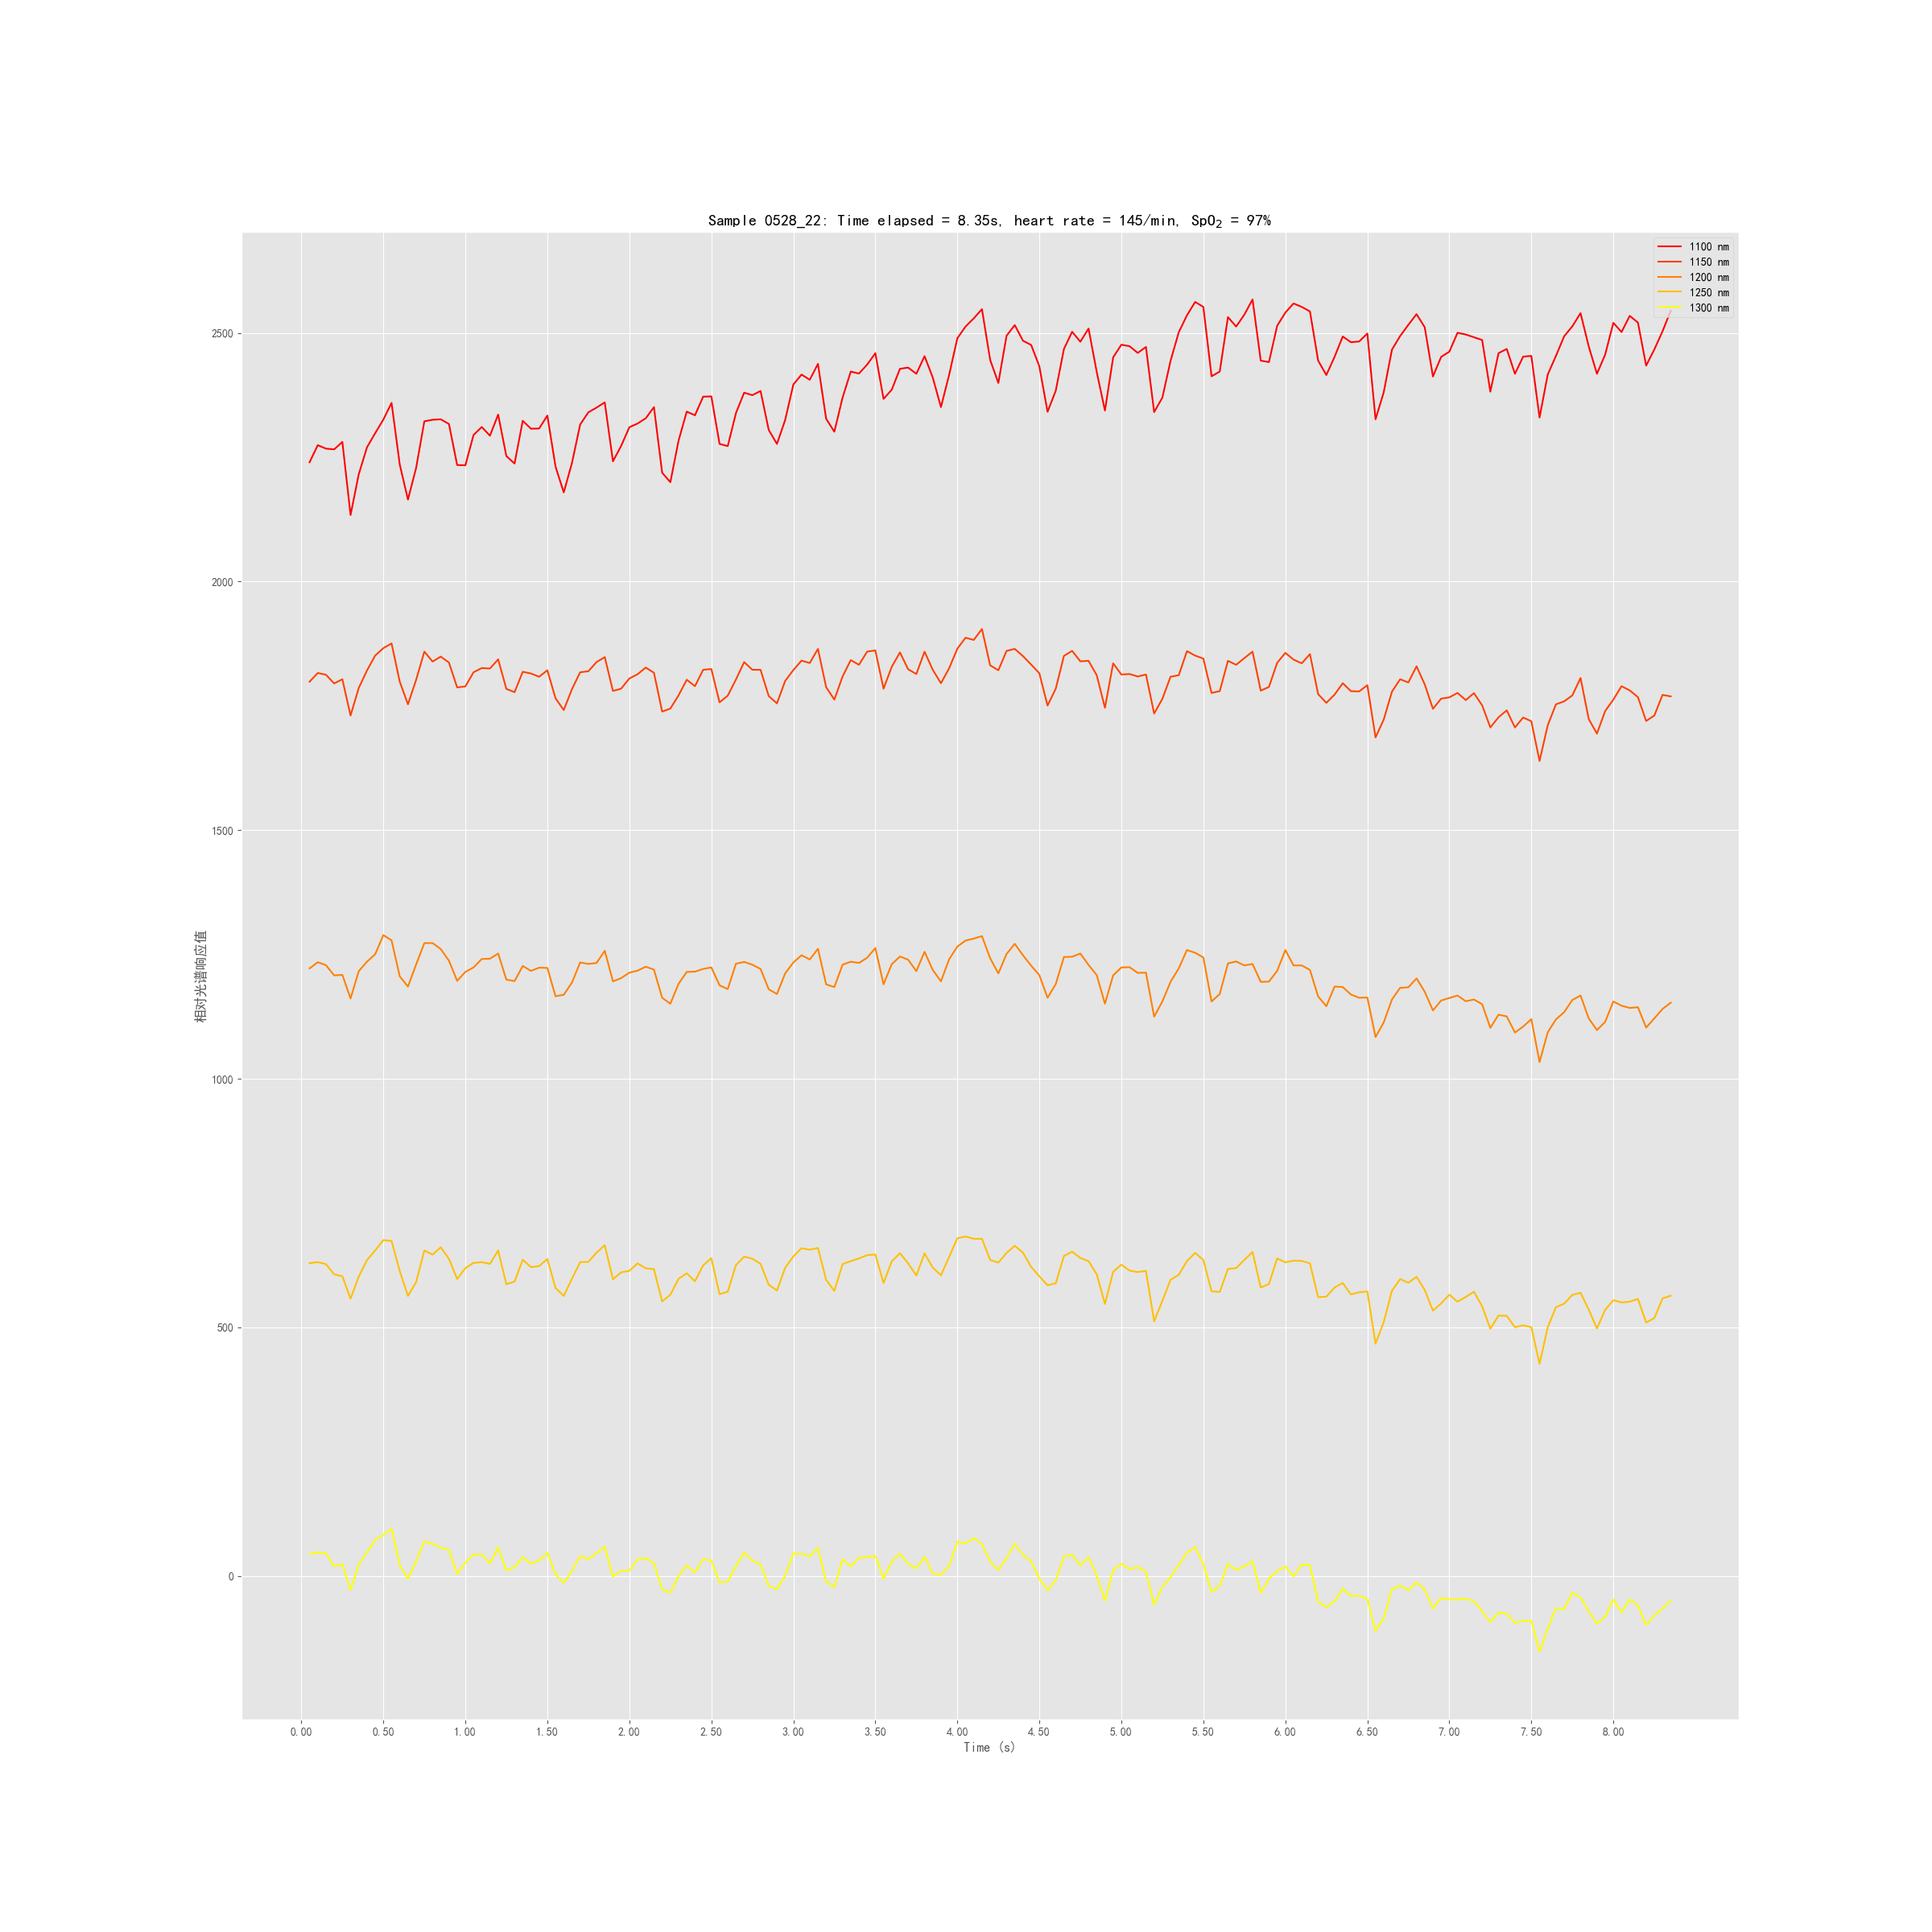 Sample 0528_22: Time elapsed = 8.35s, heart rate = 145/min, SpO₂ = 97%
1100 nm
1150 nm
1200 nm
1250 nm
1300 nm
2500
2000
1500
1000
500
0
相对光谱响应值
0.00 0.50 1.00 1.50 2.00 2.50 3.00 3.50 4.00 4.50 5.00 5.50 6.00 6.50 7.00 7.50 8.00
Time (s)